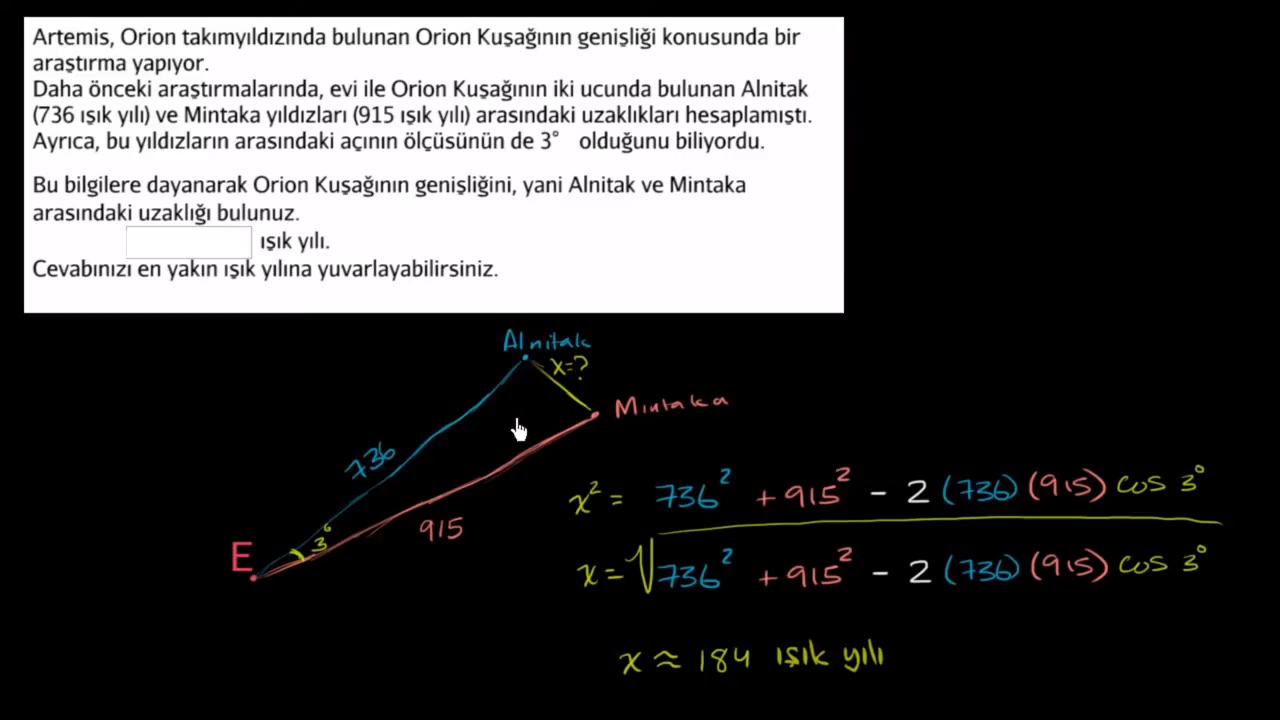 Artemis, Orion takımyıldızında bulunan Orion Kuşağının genişliği konusunda bir
araştırma yapıyor.
Daha önceki araştırmalarında, evi ile Orion Kuşağının iki ucunda bulunan Alnitak
(736 ışık yılı) ve Mintaka yıldızları (915 ışık yılı) arasındaki uzaklıkları hesaplamıştı.
Ayrıca, bu yıldızların arasındaki açının ölçüsünün de 3° olduğunu biliyordu.
Bu bilgilere dayanarak Orion Kuşağının genişliğini, yani Alnitak ve Mintaka
arasındaki uzaklığı bulunuz.
ışık yılı.
Cevabınızı en yakın ışık yılına yuvarlayabilirsiniz.
Alnitak
x=?
Mintaka
736
915
3°
E
x² = 736² + 915² - 2 (736) (915) cos 3°
x = √736² + 915² - 2 (736) (915) cos 3°
x ≈ 184 ışık yılı